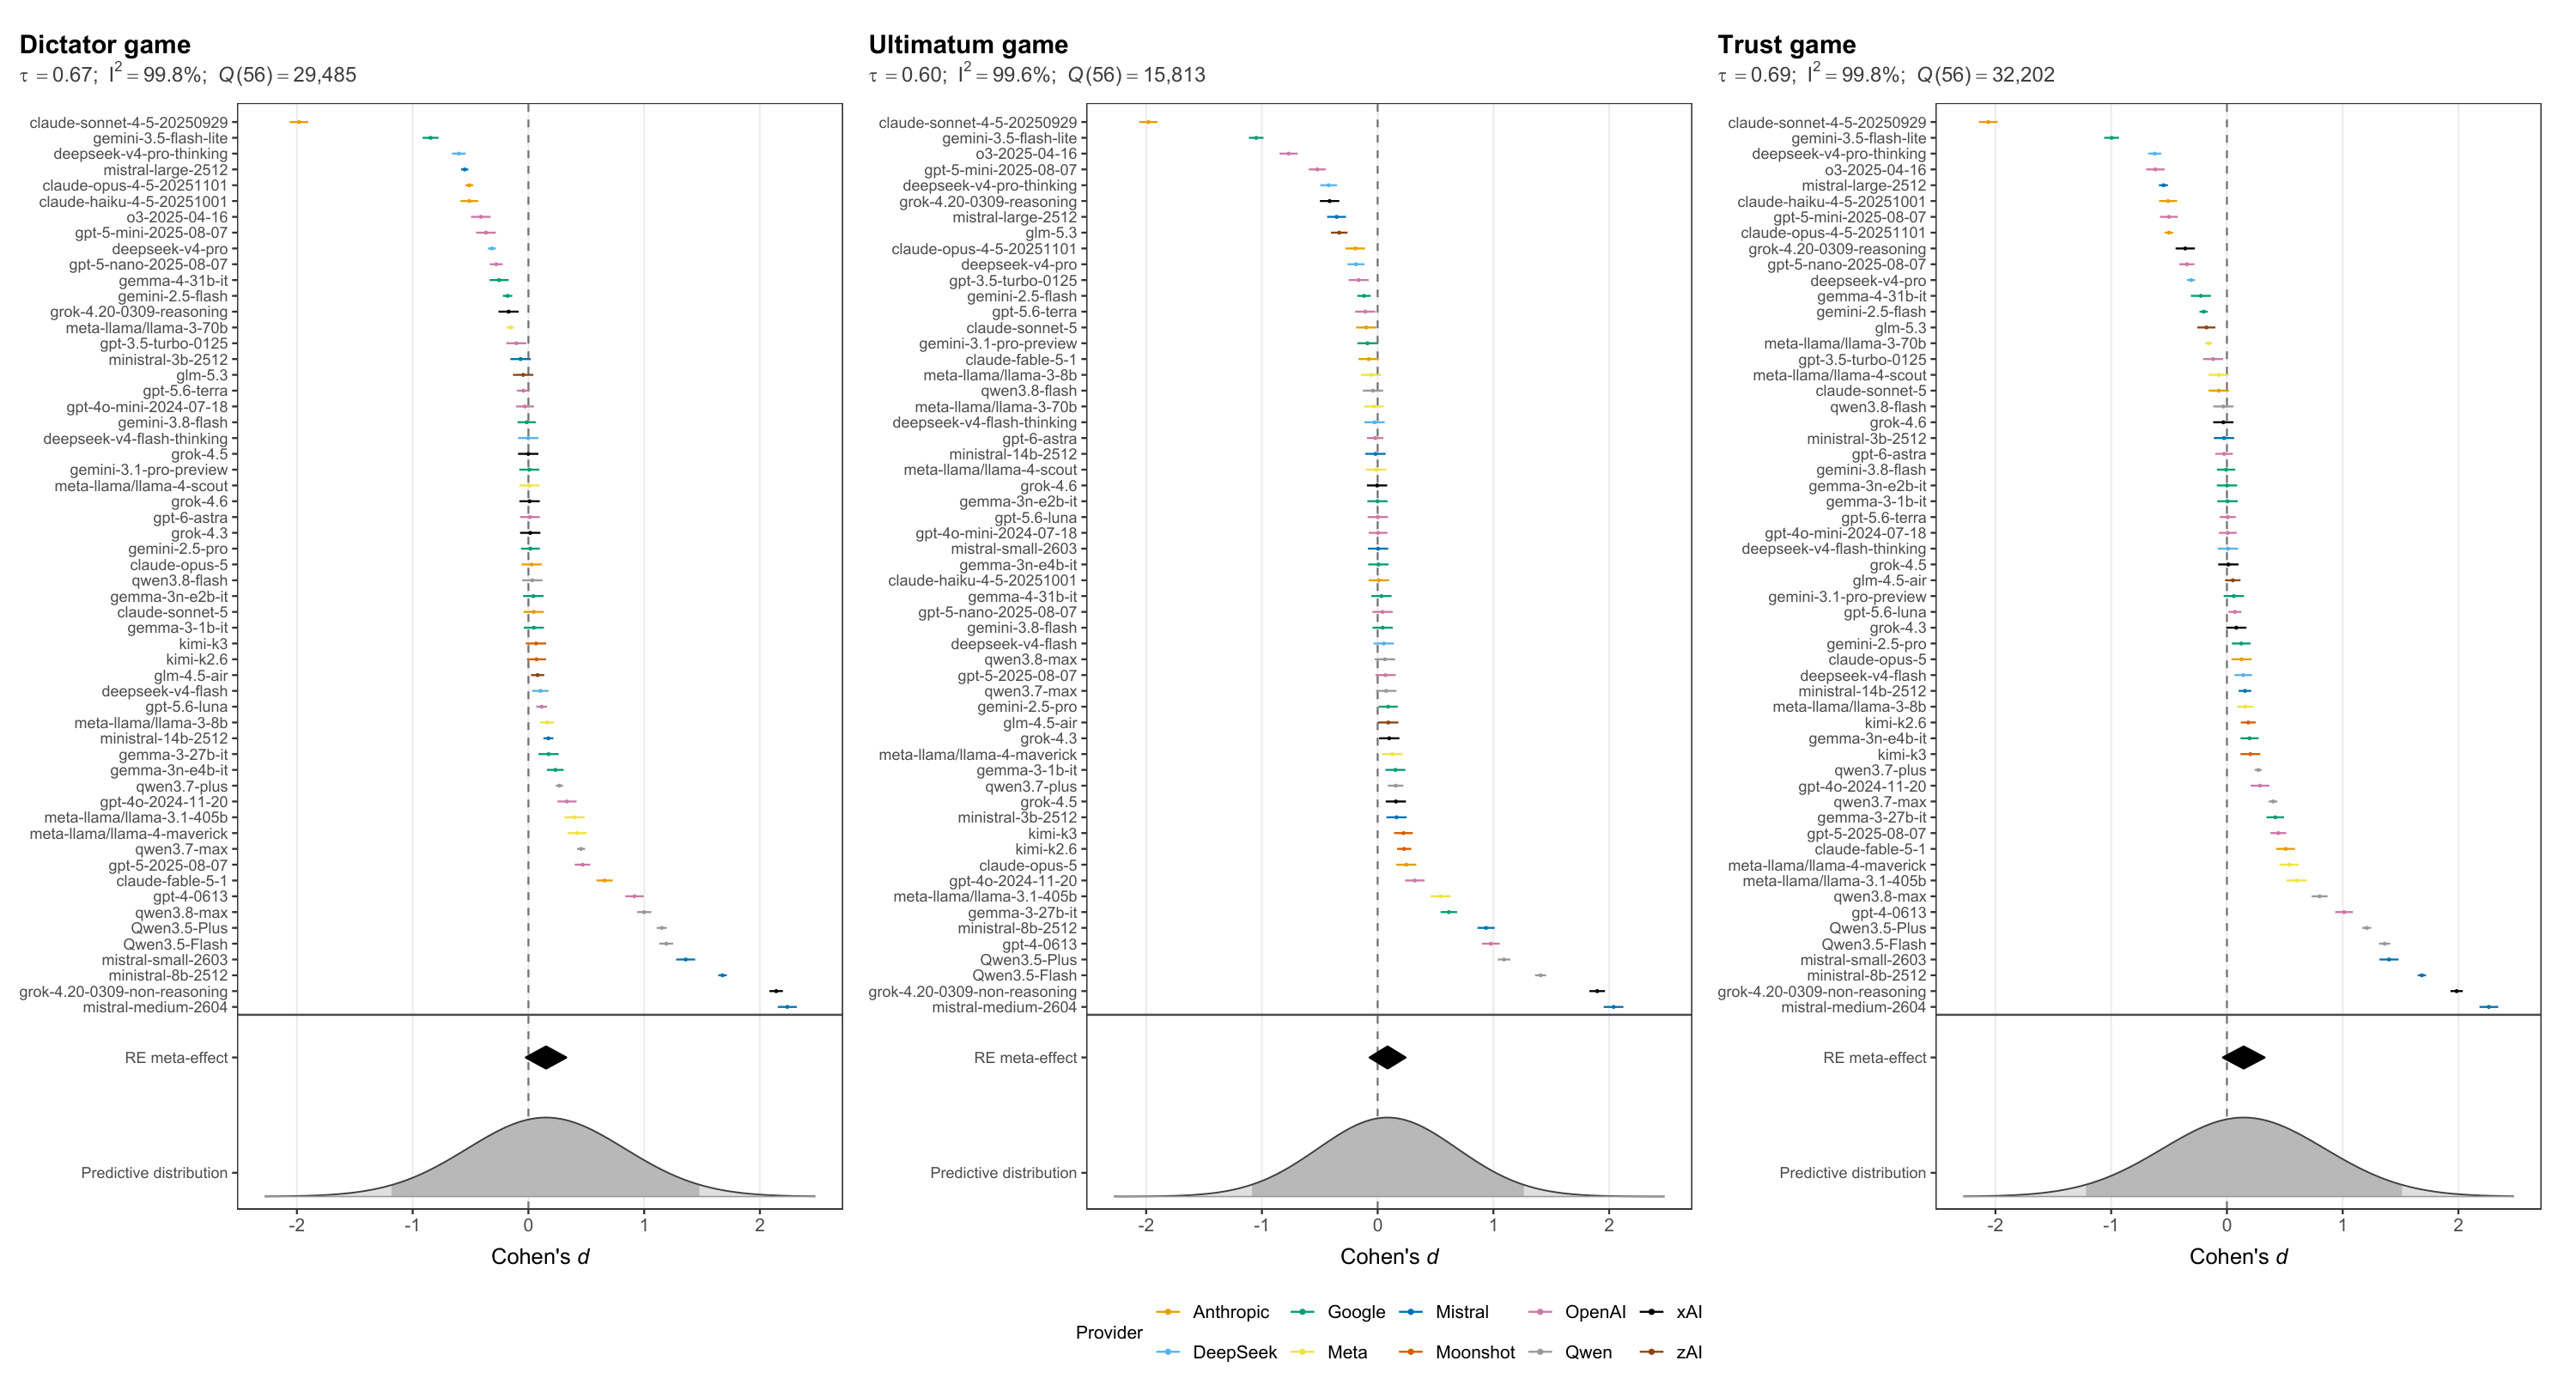 Dictator game
τ = 0.67; I² = 99.8%; Q(56) = 29,485
claude-sonnet-4-5-20250929
gemini-3.5-flash-lite
deepseek-v4-pro-thinking
mistral-large-2512
claude-opus-4-5-20251101
claude-haiku-4-5-20251001
o3-2025-04-16
gpt-5-mini-2025-08-07
deepseek-v4-pro
gpt-5-nano-2025-08-07
gemma-4-31b-it
gemini-2.5-flash
grok-4.20-0309-reasoning
meta-llama/llama-3-70b
gpt-3.5-turbo-0125
ministral-3b-2512
glm-5.3
gpt-5.6-terra
gpt-4o-mini-2024-07-18
gemini-3.8-flash
deepseek-v4-flash-thinking
grok-4.5
gemini-3.1-pro-preview
meta-llama/llama-4-scout
grok-4.6
gpt-6-astra
grok-4.3
gemini-2.5-pro
claude-opus-5
qwen3.8-flash
gemma-3n-e2b-it
claude-sonnet-5
gemma-3-1b-it
kimi-k3
kimi-k2.6
glm-4.5-air
deepseek-v4-flash
gpt-5.6-luna
meta-llama/llama-3-8b
ministral-14b-2512
gemma-3-27b-it
gemma-3n-e4b-it
qwen3.7-plus
gpt-4o-2024-11-20
meta-llama/llama-3.1-405b
meta-llama/llama-4-maverick
qwen3.7-max
gpt-5-2025-08-07
claude-fable-5-1
gpt-4-0613
qwen3.8-max
Qwen3.5-Plus
Qwen3.5-Flash
mistral-small-2603
ministral-8b-2512
grok-4.20-0309-non-reasoning
mistral-medium-2604
RE meta-effect
Predictive distribution
-2 -1 0 1 2
Cohen's d
Ultimatum game
τ = 0.60; I² = 99.6%; Q(56) = 15,813
claude-sonnet-4-5-20250929
gemini-3.5-flash-lite
o3-2025-04-16
gpt-5-mini-2025-08-07
deepseek-v4-pro-thinking
grok-4.20-0309-reasoning
mistral-large-2512
glm-5.3
claude-opus-4-5-20251101
deepseek-v4-pro
gpt-3.5-turbo-0125
gemini-2.5-flash
gpt-5.6-terra
claude-sonnet-5
gemini-3.1-pro-preview
claude-fable-5-1
meta-llama/llama-3-8b
qwen3.8-flash
meta-llama/llama-3-70b
deepseek-v4-flash-thinking
gpt-6-astra
ministral-14b-2512
meta-llama/llama-4-scout
grok-4.6
gemma-3n-e2b-it
gpt-5.6-luna
gpt-4o-mini-2024-07-18
mistral-small-2603
gemma-3n-e4b-it
claude-haiku-4-5-20251001
gemma-4-31b-it
gpt-5-nano-2025-08-07
gemini-3.8-flash
deepseek-v4-flash
qwen3.8-max
gpt-5-2025-08-07
qwen3.7-max
gemini-2.5-pro
glm-4.5-air
grok-4.3
meta-llama/llama-4-maverick
gemma-3-1b-it
qwen3.7-plus
grok-4.5
ministral-3b-2512
kimi-k3
kimi-k2.6
claude-opus-5
gpt-4o-2024-11-20
meta-llama/llama-3.1-405b
gemma-3-27b-it
ministral-8b-2512
gpt-4-0613
Qwen3.5-Plus
Qwen3.5-Flash
grok-4.20-0309-non-reasoning
mistral-medium-2604
RE meta-effect
Predictive distribution
-2 -1 0 1 2
Cohen's d
Trust game
τ = 0.69; I² = 99.8%; Q(56) = 32,202
claude-sonnet-4-5-20250929
gemini-3.5-flash-lite
deepseek-v4-pro-thinking
o3-2025-04-16
mistral-large-2512
claude-haiku-4-5-20251001
gpt-5-mini-2025-08-07
claude-opus-4-5-20251101
grok-4.20-0309-reasoning
gpt-5-nano-2025-08-07
deepseek-v4-pro
gemma-4-31b-it
gemini-2.5-flash
glm-5.3
meta-llama/llama-3-70b
gpt-3.5-turbo-0125
meta-llama/llama-4-scout
claude-sonnet-5
qwen3.8-flash
grok-4.6
ministral-3b-2512
gpt-6-astra
gemini-3.8-flash
gemma-3n-e2b-it
gemma-3-1b-it
gpt-5.6-terra
gpt-4o-mini-2024-07-18
deepseek-v4-flash-thinking
grok-4.5
glm-4.5-air
gemini-3.1-pro-preview
gpt-5.6-luna
grok-4.3
gemini-2.5-pro
claude-opus-5
deepseek-v4-flash
ministral-14b-2512
meta-llama/llama-3-8b
kimi-k2.6
gemma-3n-e4b-it
kimi-k3
qwen3.7-plus
gpt-4o-2024-11-20
qwen3.7-max
gemma-3-27b-it
gpt-5-2025-08-07
claude-fable-5-1
meta-llama/llama-4-maverick
meta-llama/llama-3.1-405b
qwen3.8-max
gpt-4-0613
Qwen3.5-Plus
Qwen3.5-Flash
mistral-small-2603
ministral-8b-2512
grok-4.20-0309-non-reasoning
mistral-medium-2604
RE meta-effect
Predictive distribution
-2 -1 0 1 2
Cohen's d
Provider
Anthropic Google Mistral OpenAI xAI
DeepSeek Meta Moonshot Qwen zAI